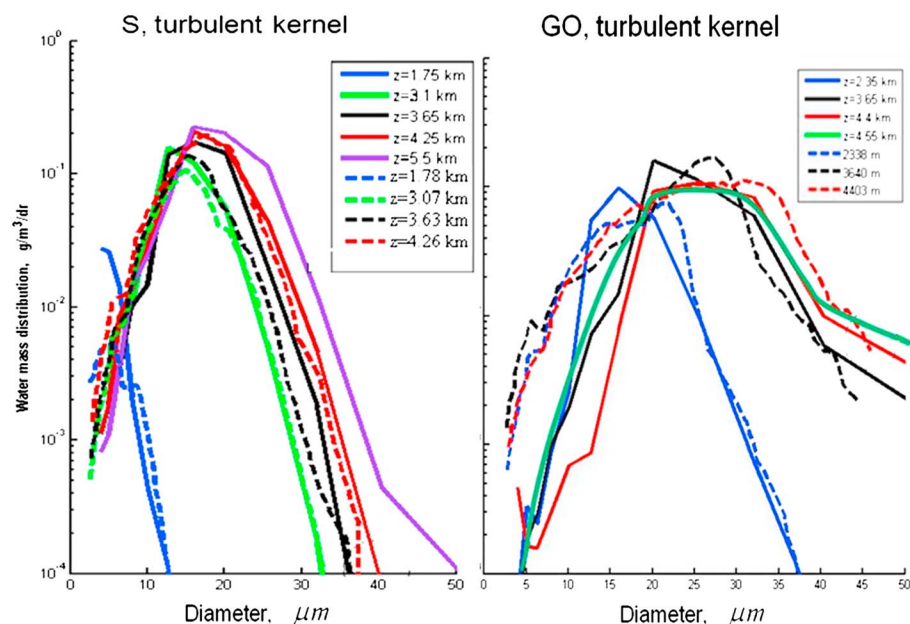 S, turbulent kernel
10⁰
10⁻¹
10⁻²
10⁻³
10⁻⁴
Water mass distribution, g/m³/dr
z=1.75 km
z=3.1 km
z=3.65 km
z=4.25 km
z=5.5 km
z=1.78 km
z=3.07 km
z=3.63 km
z=4.26 km
0 10 20 30 40 50
Diameter, μm
GO, turbulent kernel
z=2.35 km
z=3.65 km
z=4.4 km
z=4.55 km
2338 m
3640 m
4403 m
0 5 10 15 20 25 30 35 40 45 50
Diameter, μm